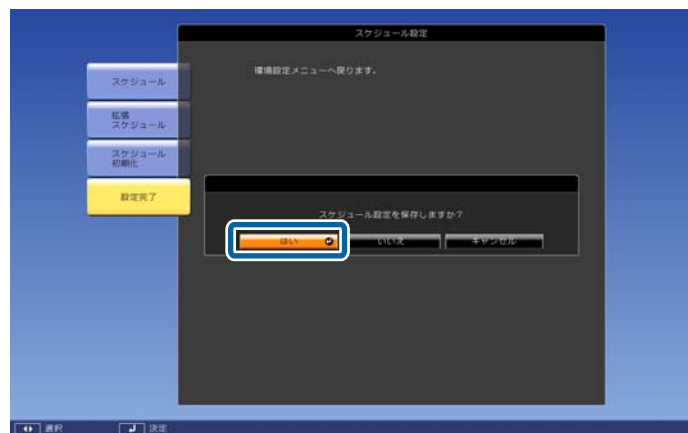 スケジュール設定
環境設定メニューへ戻ります。
スケジュール
拡張
スケジュール
スケジュール
初期化
設定完了
スケジュール設定を保存しますか？
はい
いいえ
キャンセル
選択
決定